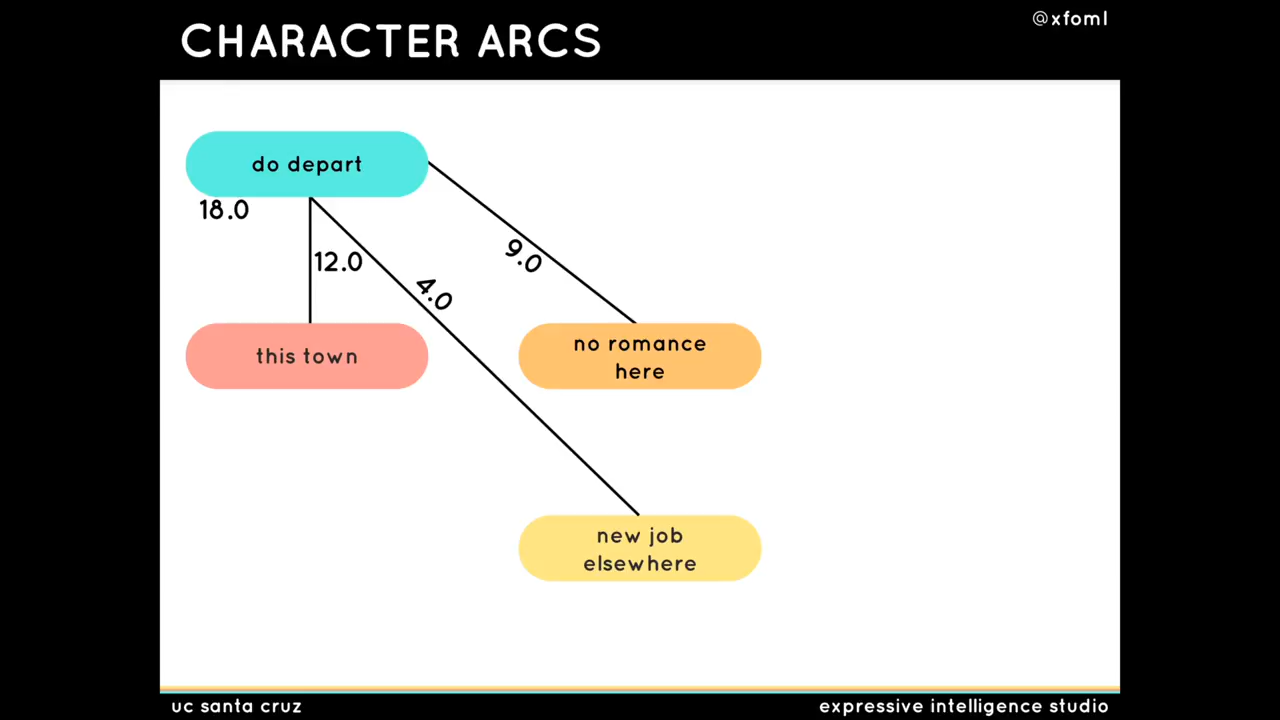 CHARACTER ARCS
@xfoml
do depart
18.0
12.0
4.0
9.0
this town
no romance
here
new job
elsewhere
uc santa cruz
expressive intelligence studio